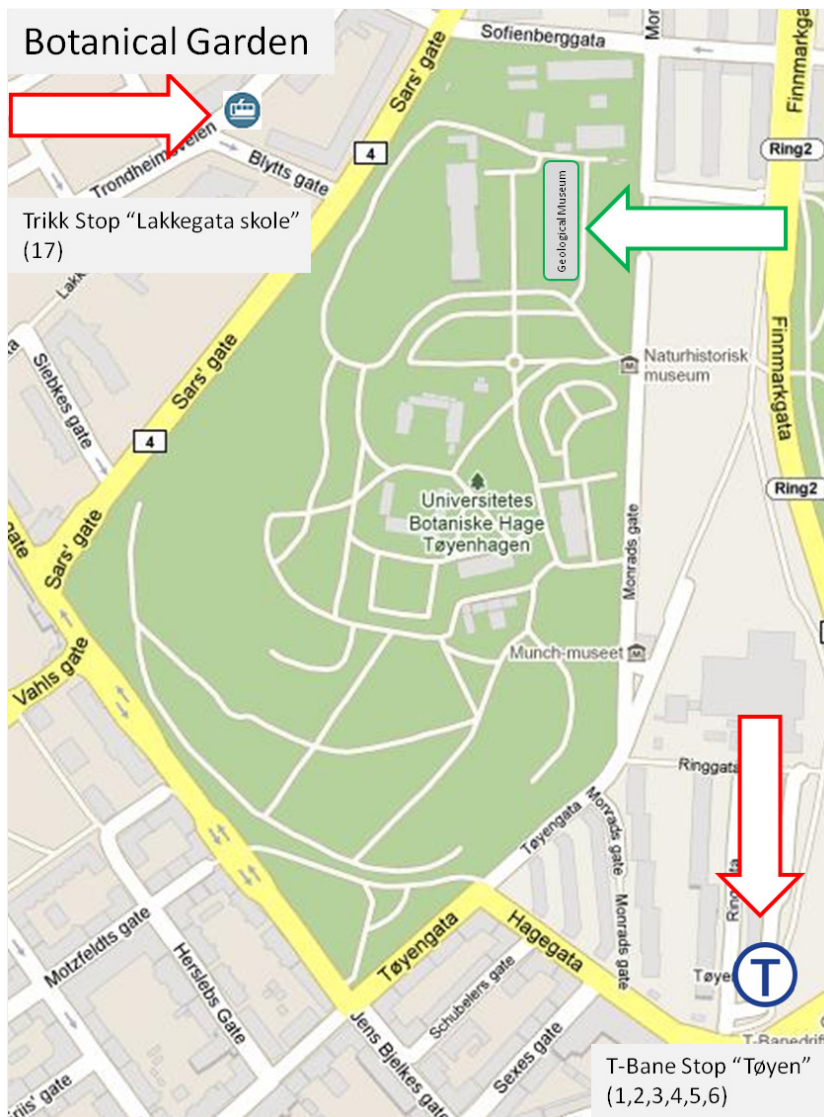 Botanical Garden
Sofienberggata
Sars' gate
Finnmarkgata
Trondheimsveien
Blytts gate
4
Ring2
Geological Museum
Trikk Stop “Lakkegata skole”
(17)
Siebkes gate
Sars' gate
Naturhistorisk
museum
Finnmarkgata
4
Ring2
Universitetes
Botaniske Hage
Tøyenhagen
Sars' gate
Monrads gate
Vahls gate
Munch-museet
Ringgata
Tøyengata
Monrads gate
Monrads gate
Motzfeldts gate
Herslebs Gate
Tøyengata
Hagegata
Schubelers gate
Jens Bjelkes gate
Sexes gate
T
T-Bane Stop “Tøyen”
(1,2,3,4,5,6)